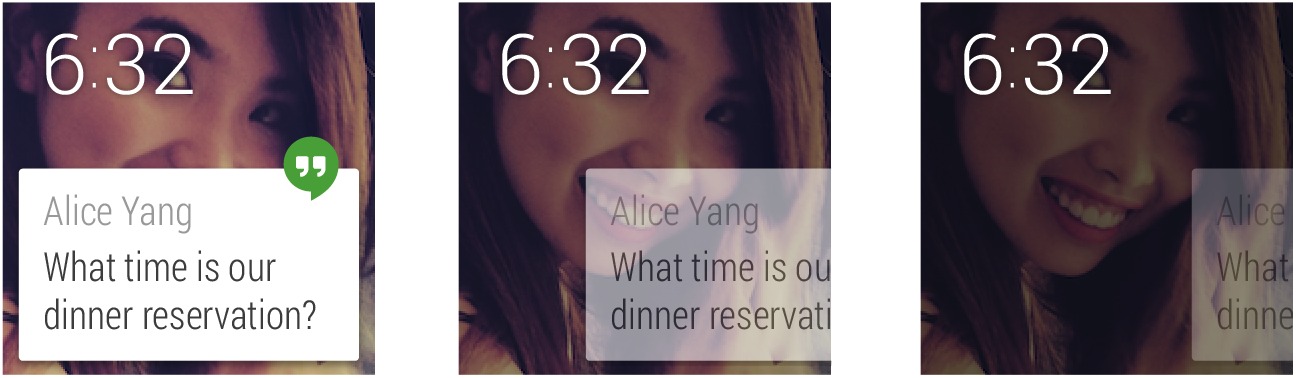 6:32
Alice Yang
What time is our
dinner reservation?
6:32
Alice Yang
What time is ou
dinner reservati
6:32
Alice
What
dinne